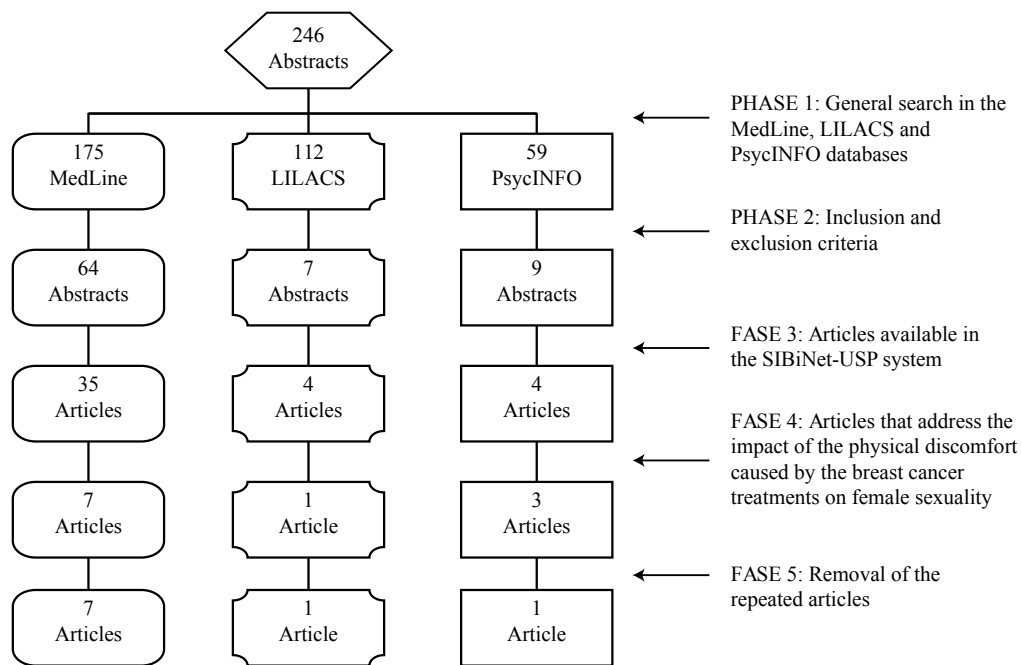 246
Abstracts
PHASE 1: General search in the
MedLine, LILACS and
PsycINFO databases
175
MedLine
112
LILACS
59
PsycINFO
PHASE 2: Inclusion and
exclusion criteria
64
Abstracts
7
Abstracts
9
Abstracts
FASE 3: Articles available in
the SIBiNet-USP system
35
Articles
4
Articles
4
Articles
FASE 4: Articles that address the
impact of the physical discomfort
caused by the breast cancer
treatments on female sexuality
7
Articles
1
Article
3
Articles
FASE 5: Removal of the
repeated articles
7
Articles
1
Article
1
Article